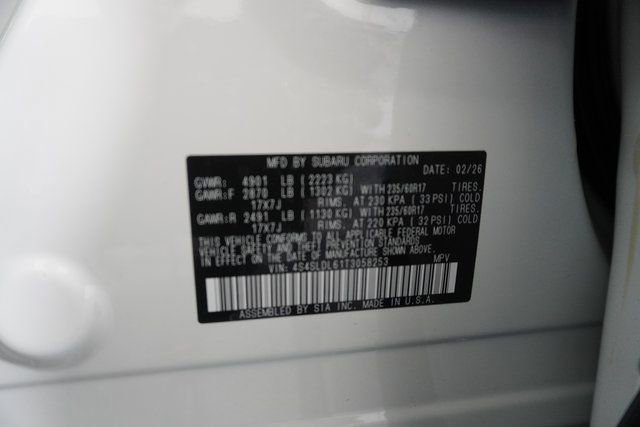 MFD BY SUBARU CORPORATION
DATE: 02/26
GVWR: 4901 LB (2223 KG)
GAWR:F 2870 LB (1302 KG) WITH 235/60R17 TIRES.
17X7J RIMS. AT 230 KPA ( 33 PSI) COLD
GAWR:R 2491 LB (1130 KG) WITH 235/60R17 TIRES.
17X7J RIMS. AT 220 KPA ( 32 PSI) COLD
THIS VEHICLE CONFORMS TO ALL APPLICABLE FEDERAL MOTOR
VEHICLE SAFETY, BUMPER, AND THEFT PREVENTION STANDARDS
IN EFFECT ON THE DATE OF MANUFACTURE SHOWN ABOVE.
VIN: 4S4SLDL61T3058253 MPV
ASSEMBLED BY SIA INC. MADE IN U.S.A.